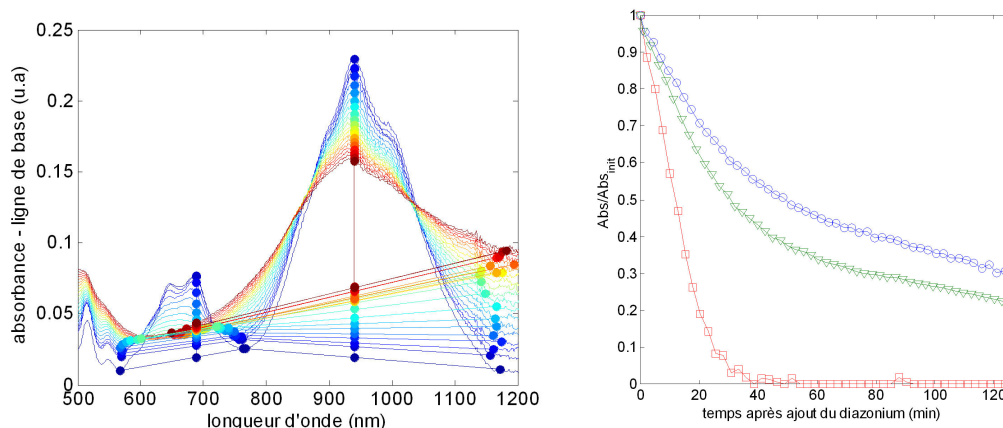 0.25
0.2
0.15
0.1
0.05
0
500 600 700 800 900 1000 1100 1200
longueur d'onde (nm)
absorbance - ligne de base (u.a)
1
0.9
0.8
0.7
0.6
0.5
0.4
0.3
0.2
0.1
0
0 20 40 60 80 100 120
temps après ajout du diazonium (min)
Abs/Abs_init